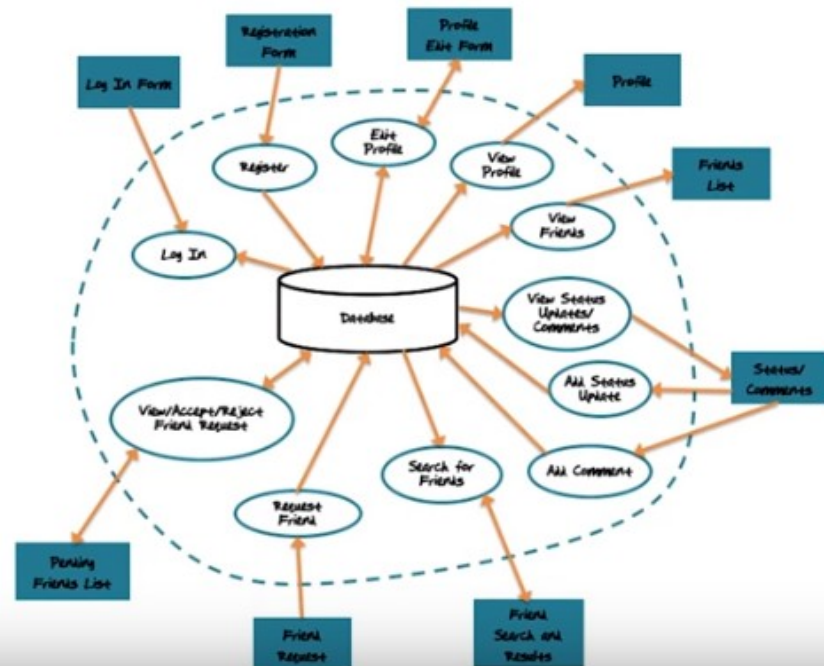 Registration
Form
Profile
Edit Form
Log In Form
Profile
Edit
Profile
Register
View
Profile
Friends
List
View
Friends
Log In
View Status
Updates/
Comments
Database
Status/
Comments
Add Status
Update
View/Accept/Reject
Friend Request
Search for
Friends
Add Comment
Request
Friend
Pending
Friends List
Friend
Request
Friend
Search and
Results